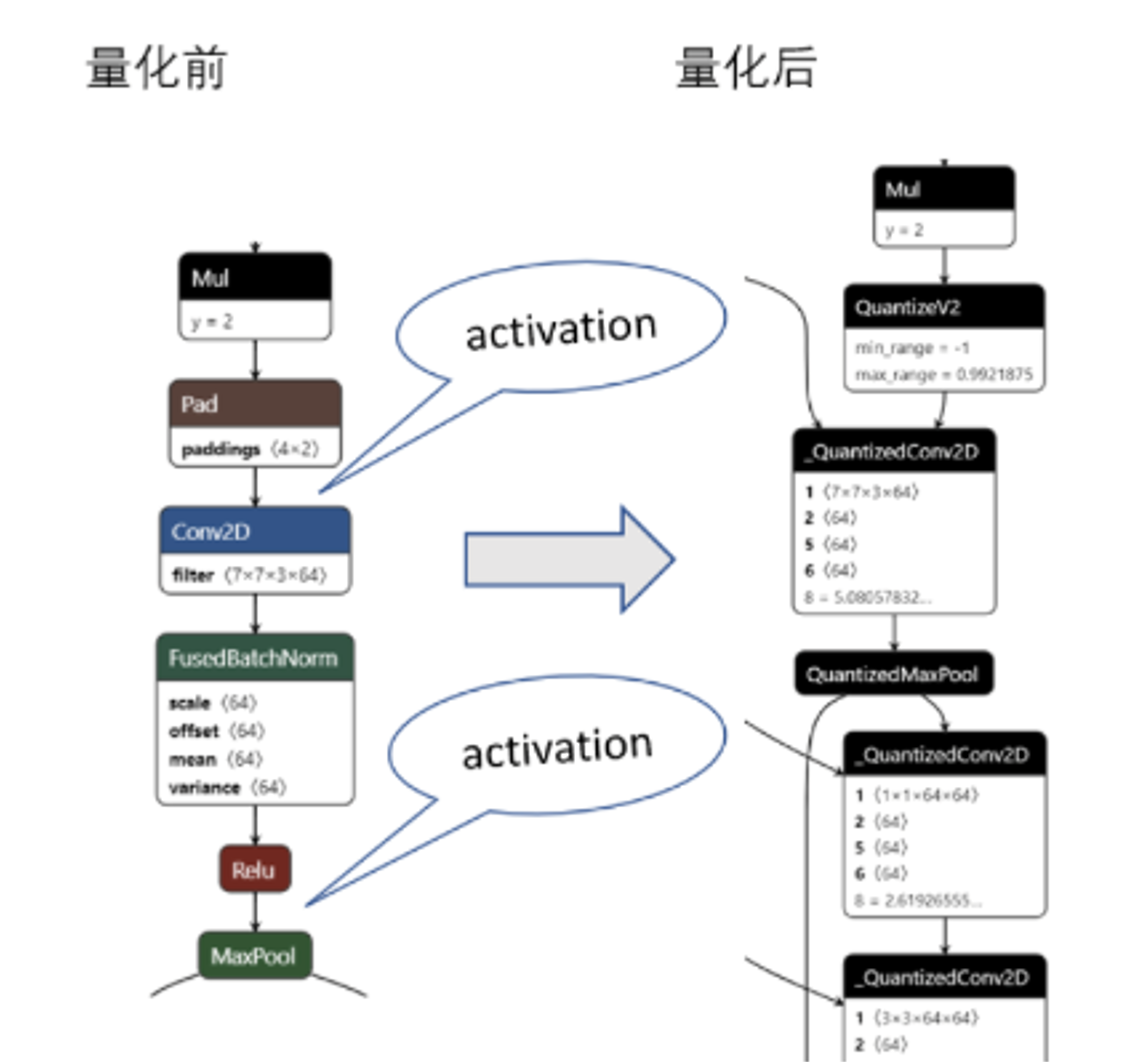 量化前
量化后
Mul
y = 2
Pad
paddings 〈4×2〉
Conv2D
filter 〈7×7×3×64〉
FusedBatchNorm
scale 〈64〉
offset 〈64〉
mean 〈64〉
variance 〈64〉
Relu
MaxPool
activation
activation
Mul
y = 2
QuantizeV2
min_range = -1
max_range = 0.9921875
_QuantizedConv2D
1 〈7×7×3×64〉
2 〈64〉
5 〈64〉
6 〈64〉
8 = 5.08057832...
QuantizedMaxPool
_QuantizedConv2D
1 〈1×1×64×64〉
2 〈64〉
5 〈64〉
6 〈64〉
8 = 2.61926555...
_QuantizedConv2D
1 〈3×3×64×64〉
2 〈64〉